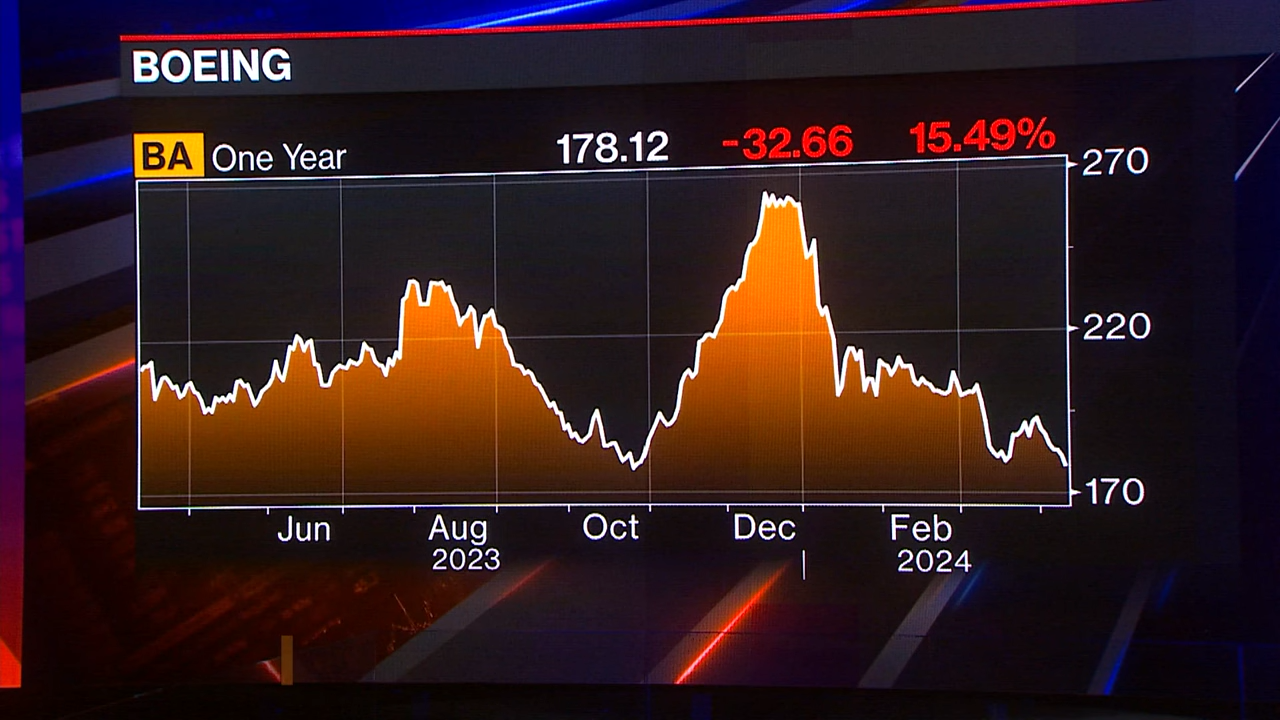 BOEING
BA One Year 178.12 -32.66 15.49%
270
220
170
Jun Aug Oct Dec Feb
2023 2024